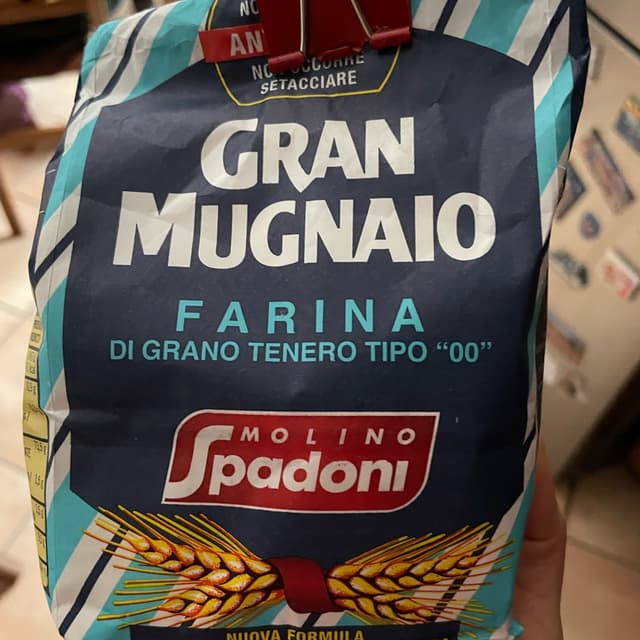 NON OCCORRE
SETACCIARE
GRAN
MUGNAIO
FARINA
DI GRANO TENERO TIPO “00”
MOLINO
Spadoni
NUOVA FORMULA